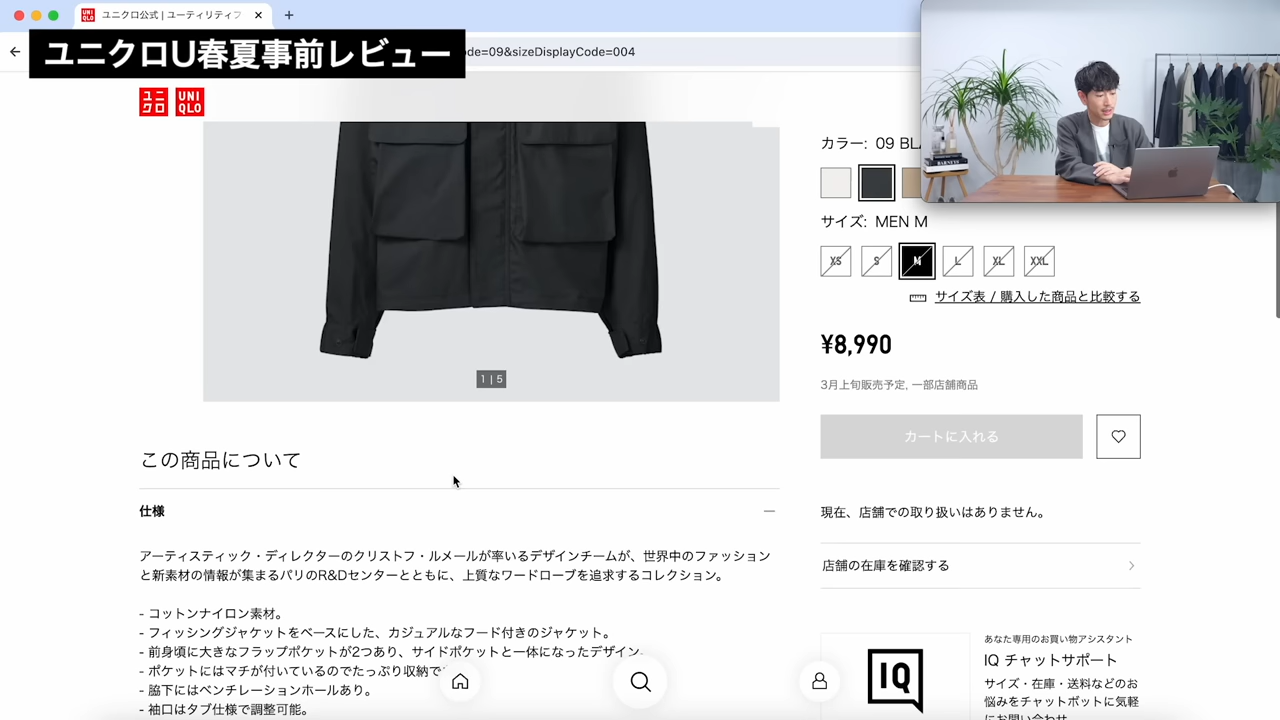 ユニクロ公式 | ユーティリティフ
ode=09&sizeDisplayCode=004
ユニクロU春夏事前レビュー
ユニ
クロ
UNI
QLO
カラー: 09 BLA
サイズ: MEN M
XS S M L XL XXL
サイズ表 / 購入した商品と比較する
¥8,990
3月上旬販売予定, 一部店舗商品
カートに入れる
1 | 5
この商品について
仕様
アーティスティック・ディレクターのクリストフ・ルメールが率いるデザインチームが、世界中のファッション
と新素材の情報が集まるパリのR&Dセンターとともに、上質なワードローブを追求するコレクション。
- コットンナイロン素材。
- フィッシングジャケットをベースにした、カジュアルなフード付きのジャケット。
- 前身頃に大きなフラップポケットが2つあり、サイドポケットと一体になったデザイン。
- ポケットにはマチが付いているのでたっぷり収納で
- 脇下にはベンチレーションホールあり。
- 袖口はタブ仕様で調整可能。
現在、店舗での取り扱いはありません。
店舗の在庫を確認する
IQ
あなた専用のお買い物アシスタント
IQ チャットサポート
サイズ・在庫・送料などのお
悩みをチャットボットに気軽
にお問い合わせ